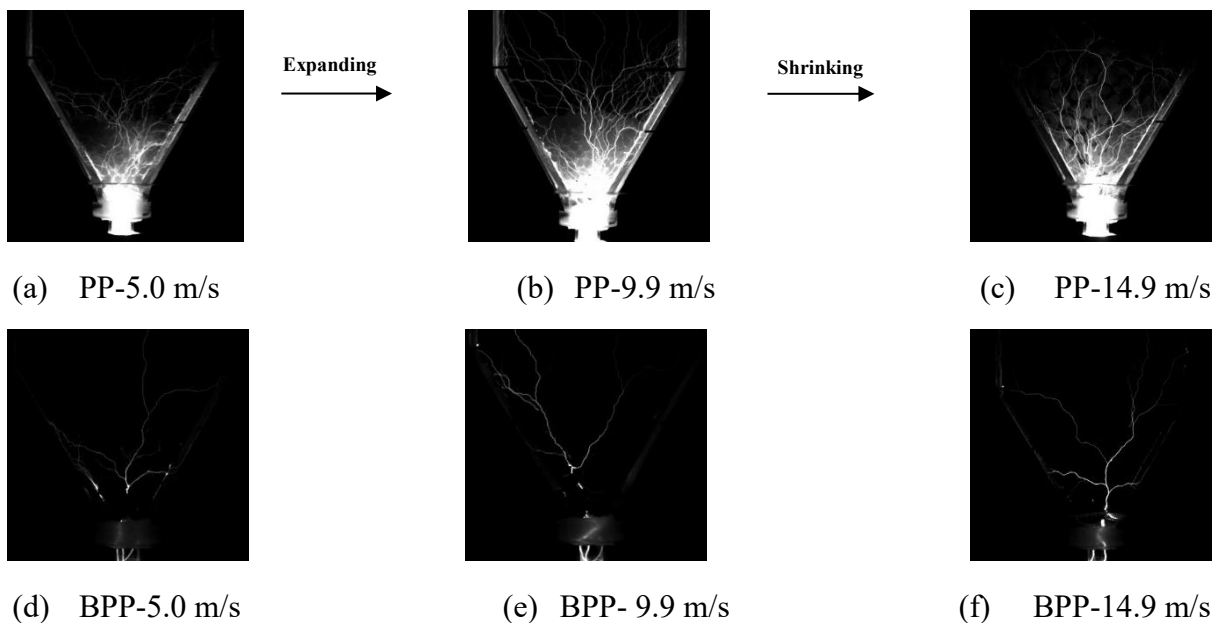 Expanding
Shrinking
(a) PP-5.0 m/s
(b) PP-9.9 m/s
(c) PP-14.9 m/s
(d) BPP-5.0 m/s
(e) BPP- 9.9 m/s
(f) BPP-14.9 m/s